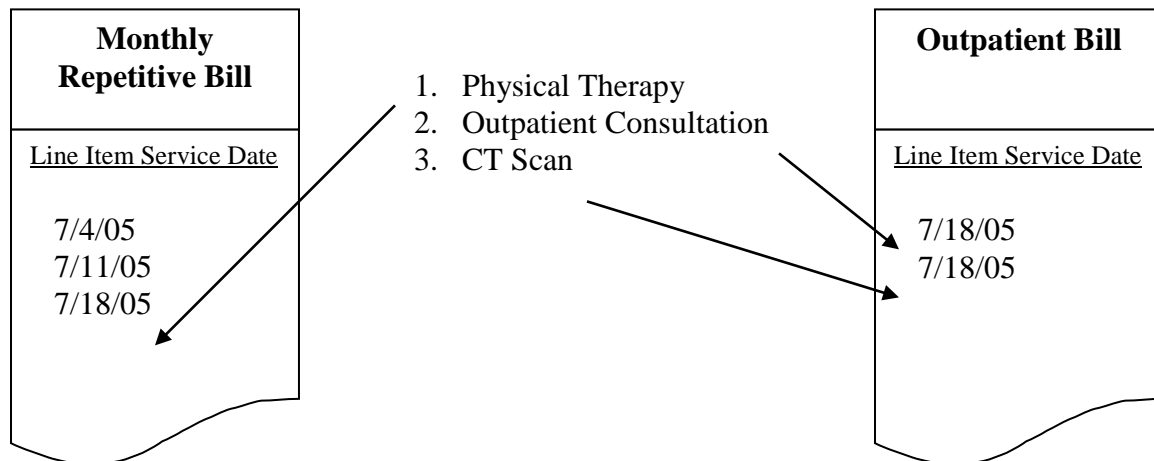 Monthly
Repetitive Bill
Line Item Service Date
7/4/05
7/11/05
7/18/05
1. Physical Therapy
2. Outpatient Consultation
3. CT Scan
Outpatient Bill
Line Item Service Date
7/18/05
7/18/05